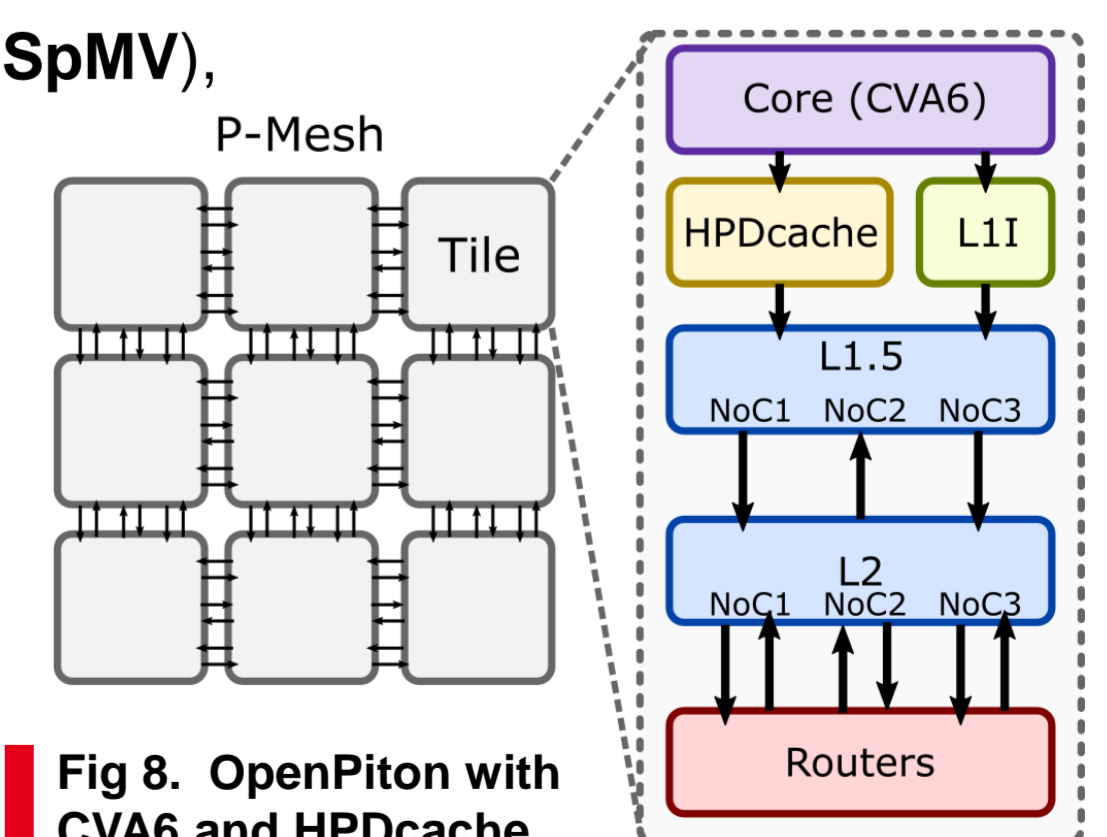 SpMV),
P-Mesh
Tile
Core (CVA6)
HPDcache L1I
L1.5
NoC1 NoC2 NoC3
L2
NoC1 NoC2 NoC3
Routers
Fig 8. OpenPiton with
CVA6 and HPDcache